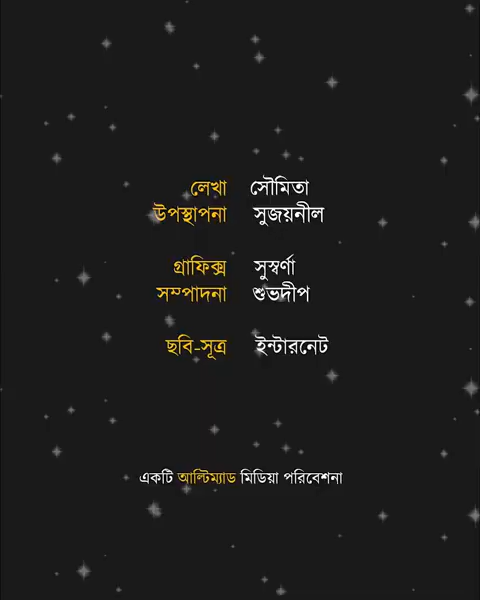 লেখা সৌমিতা
উপস্থাপনা সুজয়নীল
গ্রাফিক্স সুস্বর্ণা
সম্পাদনা শুভদীপ
ছবি-সূত্র ইন্টারনেট
একটি আল্টিম্যাড মিডিয়া পরিবেশনা